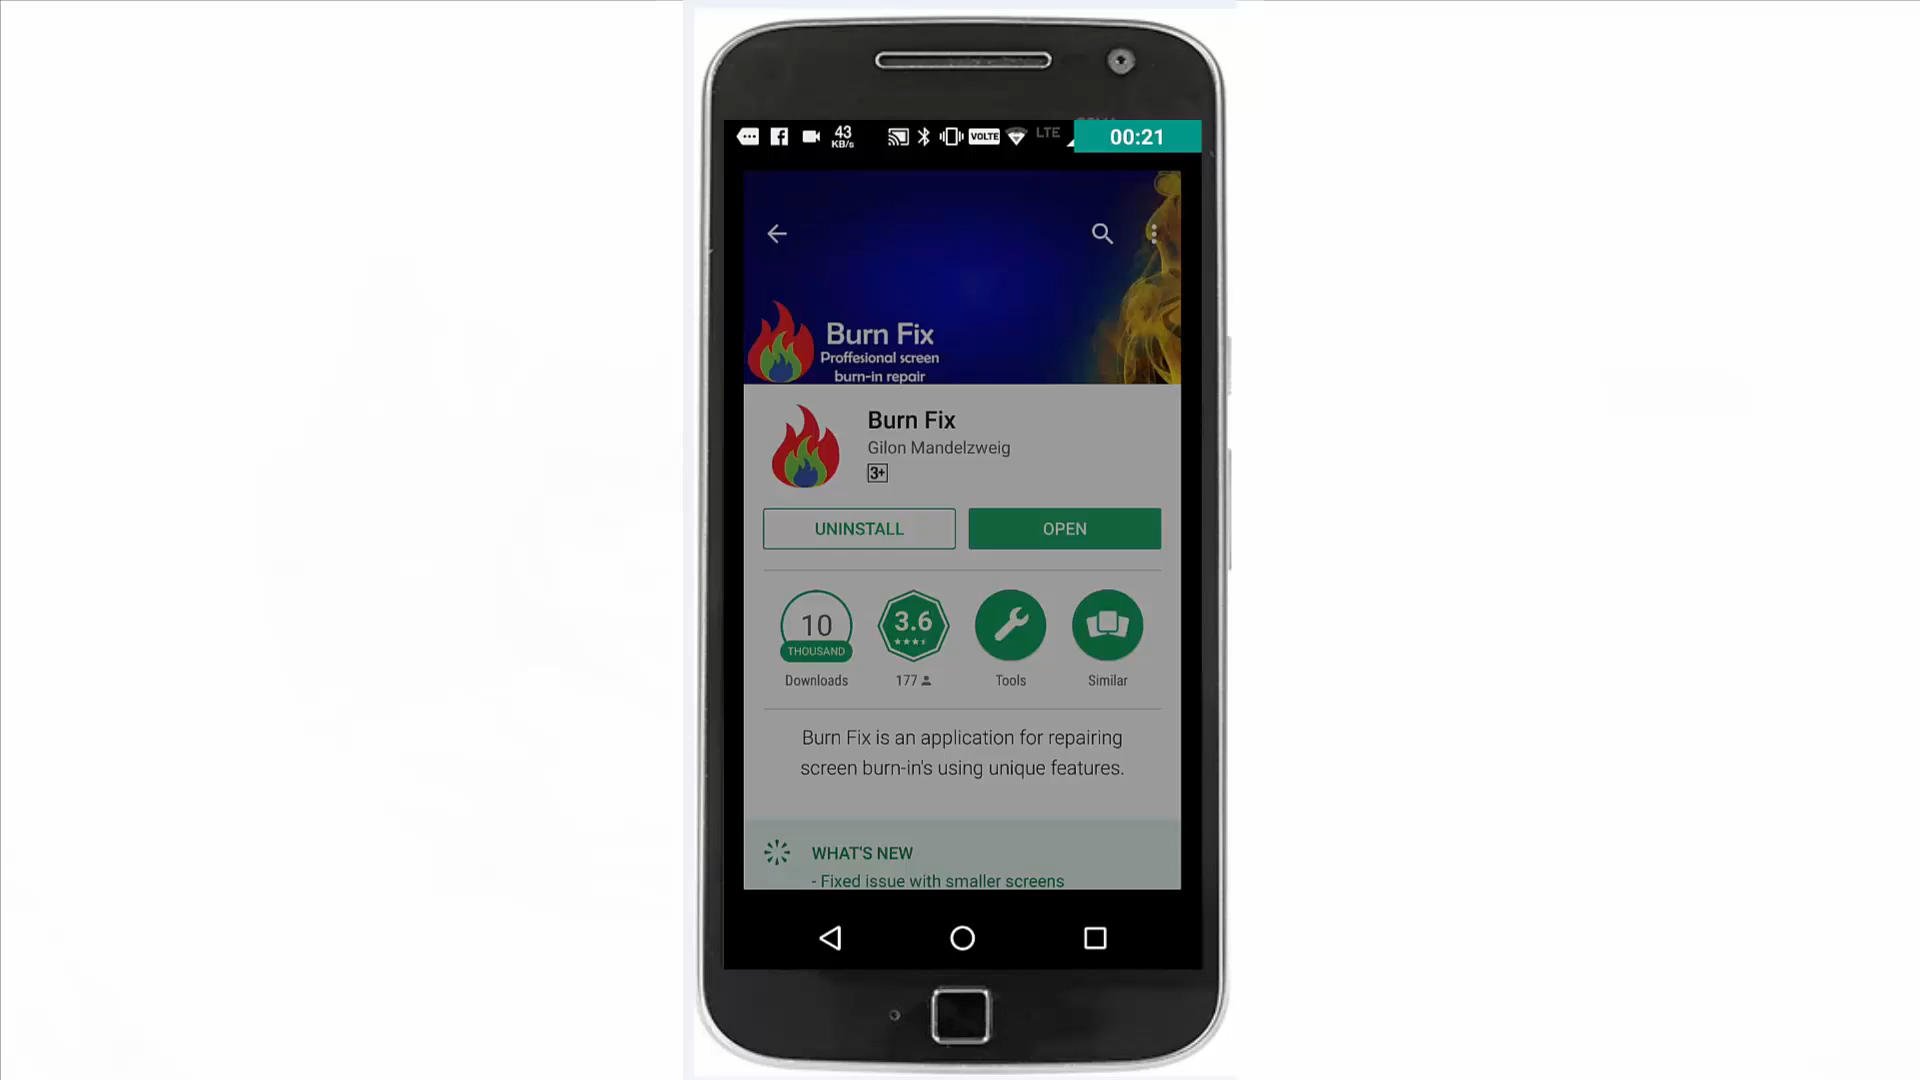 43
KB/s
VOLTE
LTE
00:21
Burn Fix
Proffesional screen
burn-in repair
Burn Fix
Gilon Mandelzweig
3+
UNINSTALL
OPEN
10
THOUSAND
Downloads
3.6
177
Tools
Similar
Burn Fix is an application for repairing
screen burn-in's using unique features.
WHAT'S NEW
- Fixed issue with smaller screens